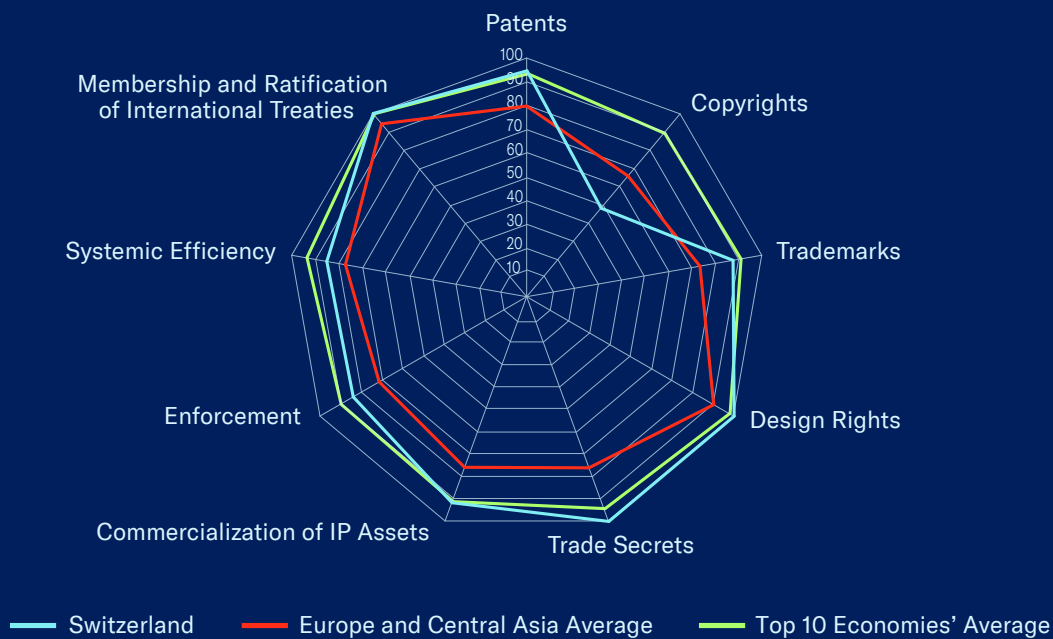 Patents
100
90
80
70
60
50
40
30
20
10
Membership and Ratification
of International Treaties
Copyrights
Systemic Efficiency
Trademarks
Enforcement
Design Rights
Commercialization of IP Assets
Trade Secrets
Switzerland
Europe and Central Asia Average
Top 10 Economies’ Average